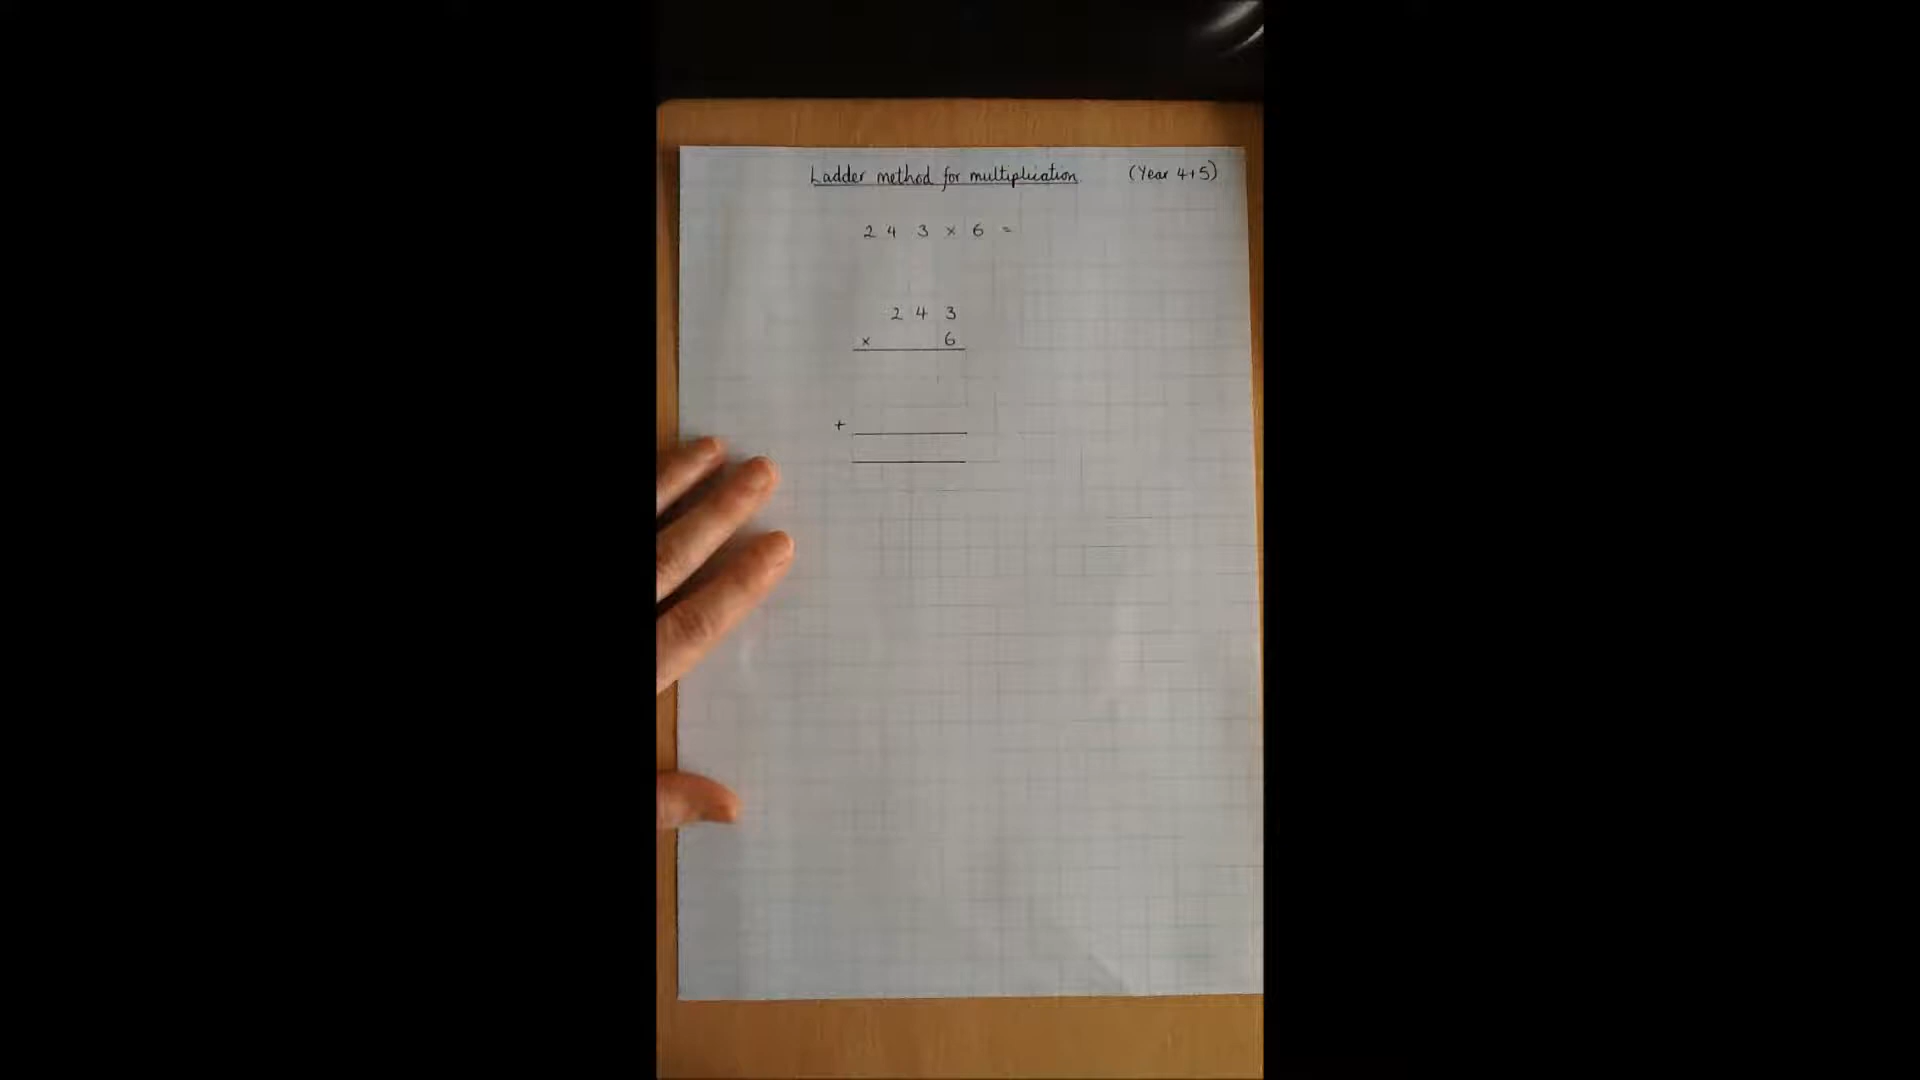 Ladder method for multiplication. (Year 4+5)
2 4 3 × 6 =
2 4 3
× 6
+